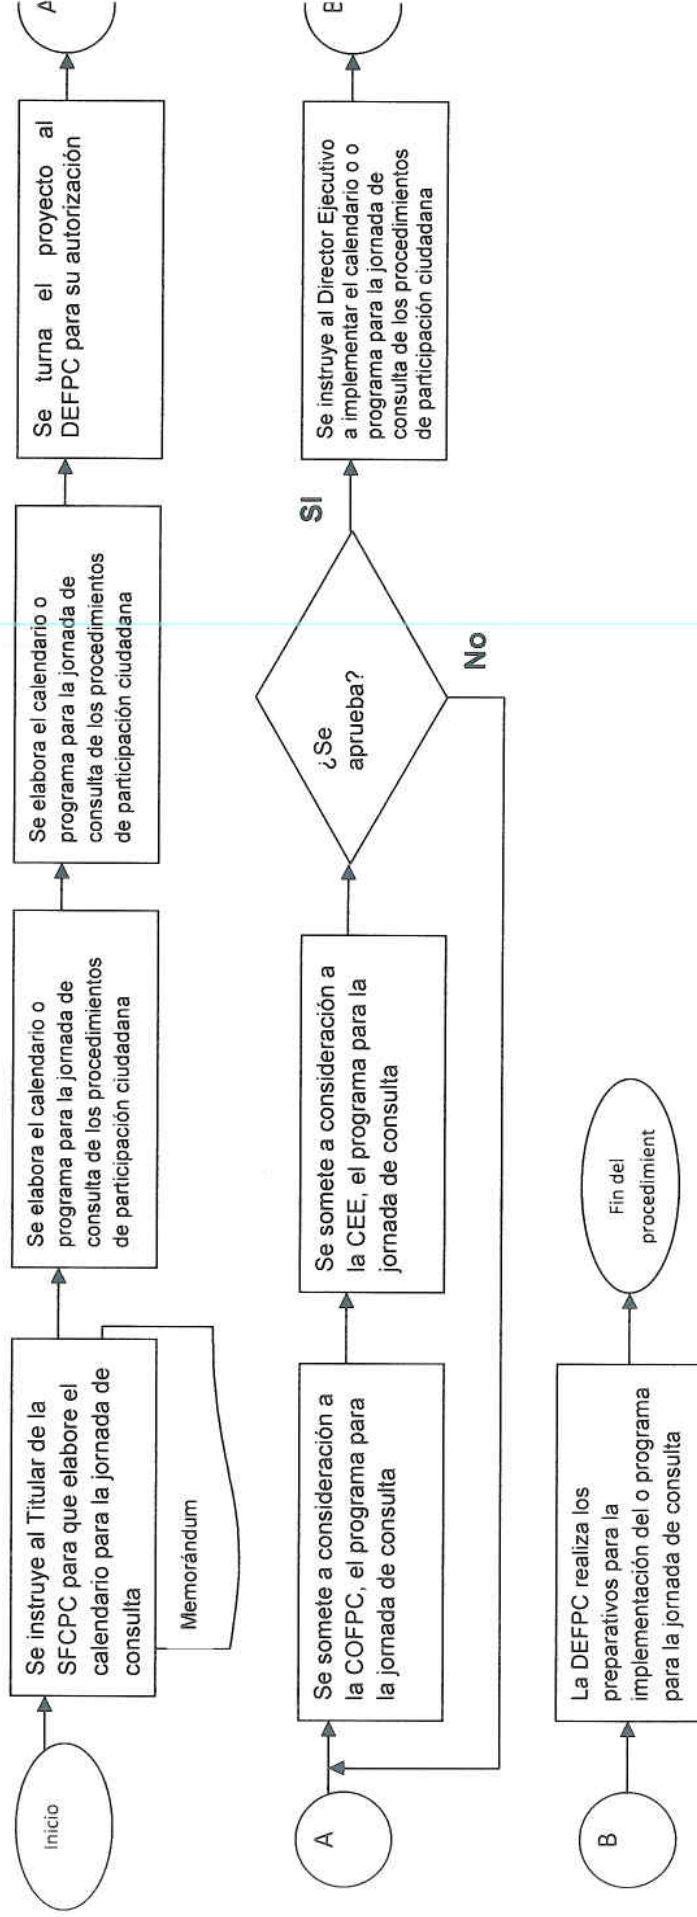 Inicio
Se instruye al Titular de la
SFCPC para que elabore el
calendario para la jornada de
consulta
Memorándum
Se elabora el calendario o
programa para la jornada de
consulta de los procedimientos
de participación ciudadana
Se elabora el calendario o
programa para la jornada de
consulta de los procedimientos
de participación ciudadana
Se turna el proyecto al
DEFPC para su autorización
A
A
Se somete a consideración a
la COFPC, el programa para
la jornada de consulta
Se somete a consideración a
la CEE, el programa para la
jornada de consulta
¿Se
aprueba?
SI
No
Se instruye al Director Ejecutivo
a implementar el calendario o o
programa para la jornada de
consulta de los procedimientos
de participación ciudadana
B
B
La DEFPC realiza los
preparativos para la
implementación del o programa
para la jornada de consulta
Fin del
procedimient